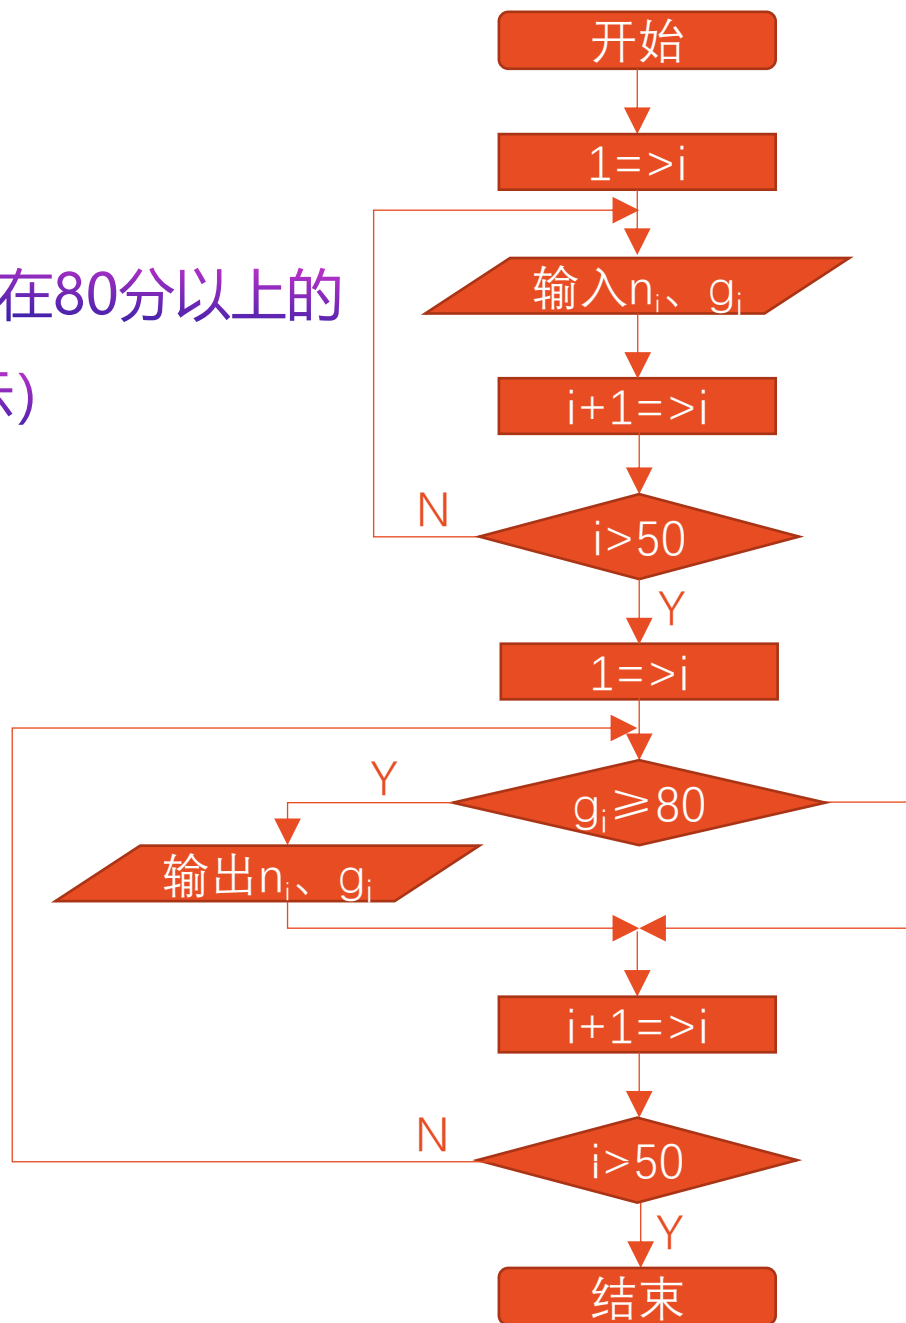 开始
1=>i
在80分以上的
输入nᵢ、gᵢ
)
i+1=>i
N
i>50
Y
1=>i
Y
gᵢ≥80
输出nᵢ、gᵢ
i+1=>i
N
i>50
Y
结束